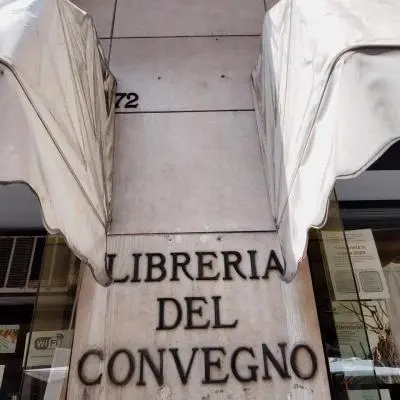 72
LIBRERIA
DEL
CONVEGNO
WiFi